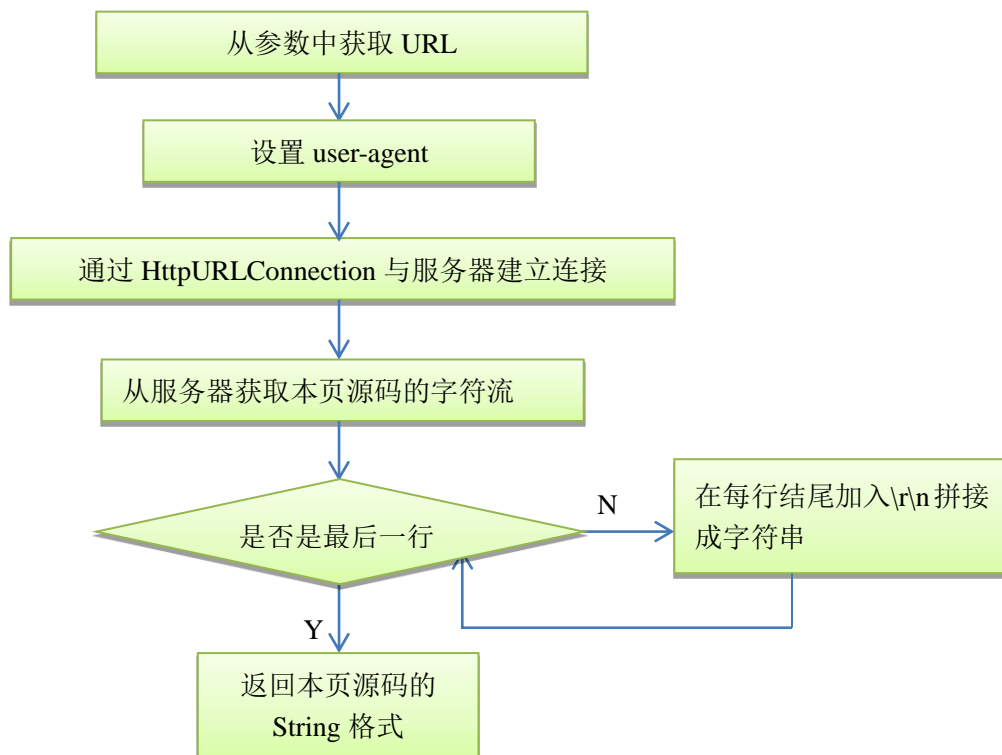 从参数中获取 URL
设置 user-agent
通过 HttpURLConnection 与服务器建立连接
从服务器获取本页源码的字符流
是否是最后一行
N
在每行结尾加入\r\n 拼接
成字符串
Y
返回本页源码的
String 格式